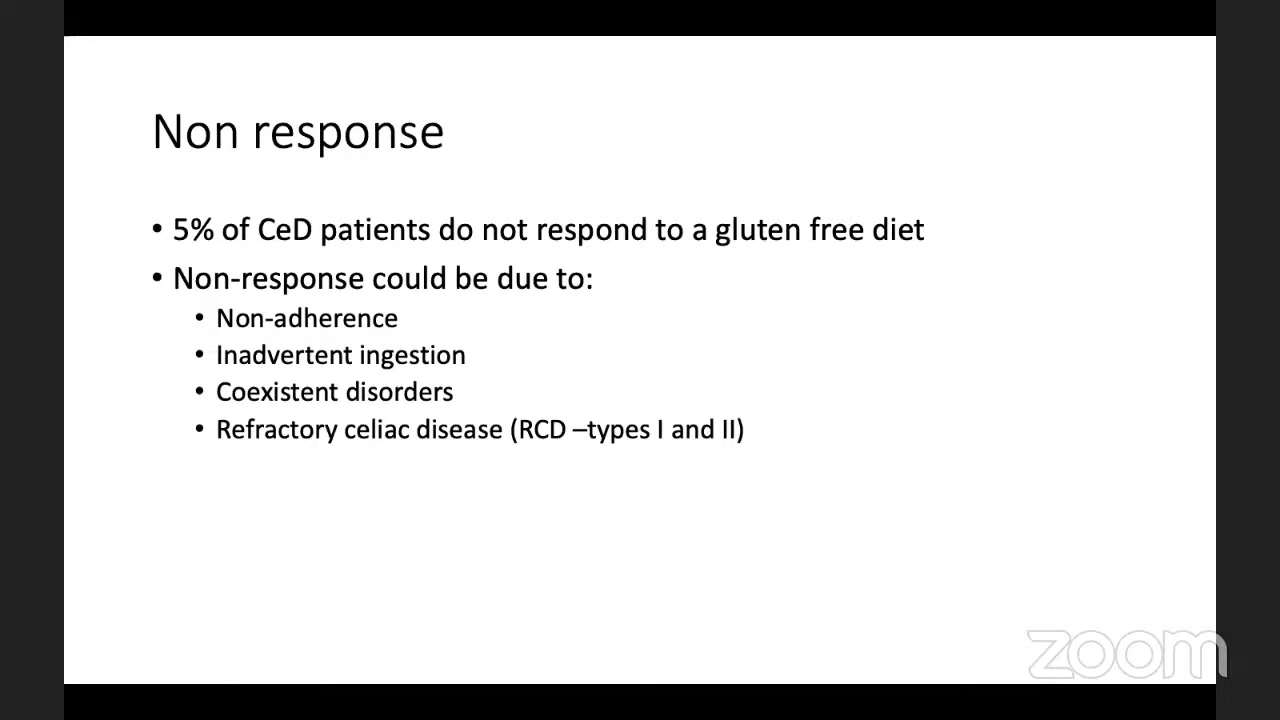 Non response
• 5% of CeD patients do not respond to a gluten free diet
• Non-response could be due to:
• Non-adherence
• Inadvertent ingestion
• Coexistent disorders
• Refractory celiac disease (RCD –types I and II)
zoom